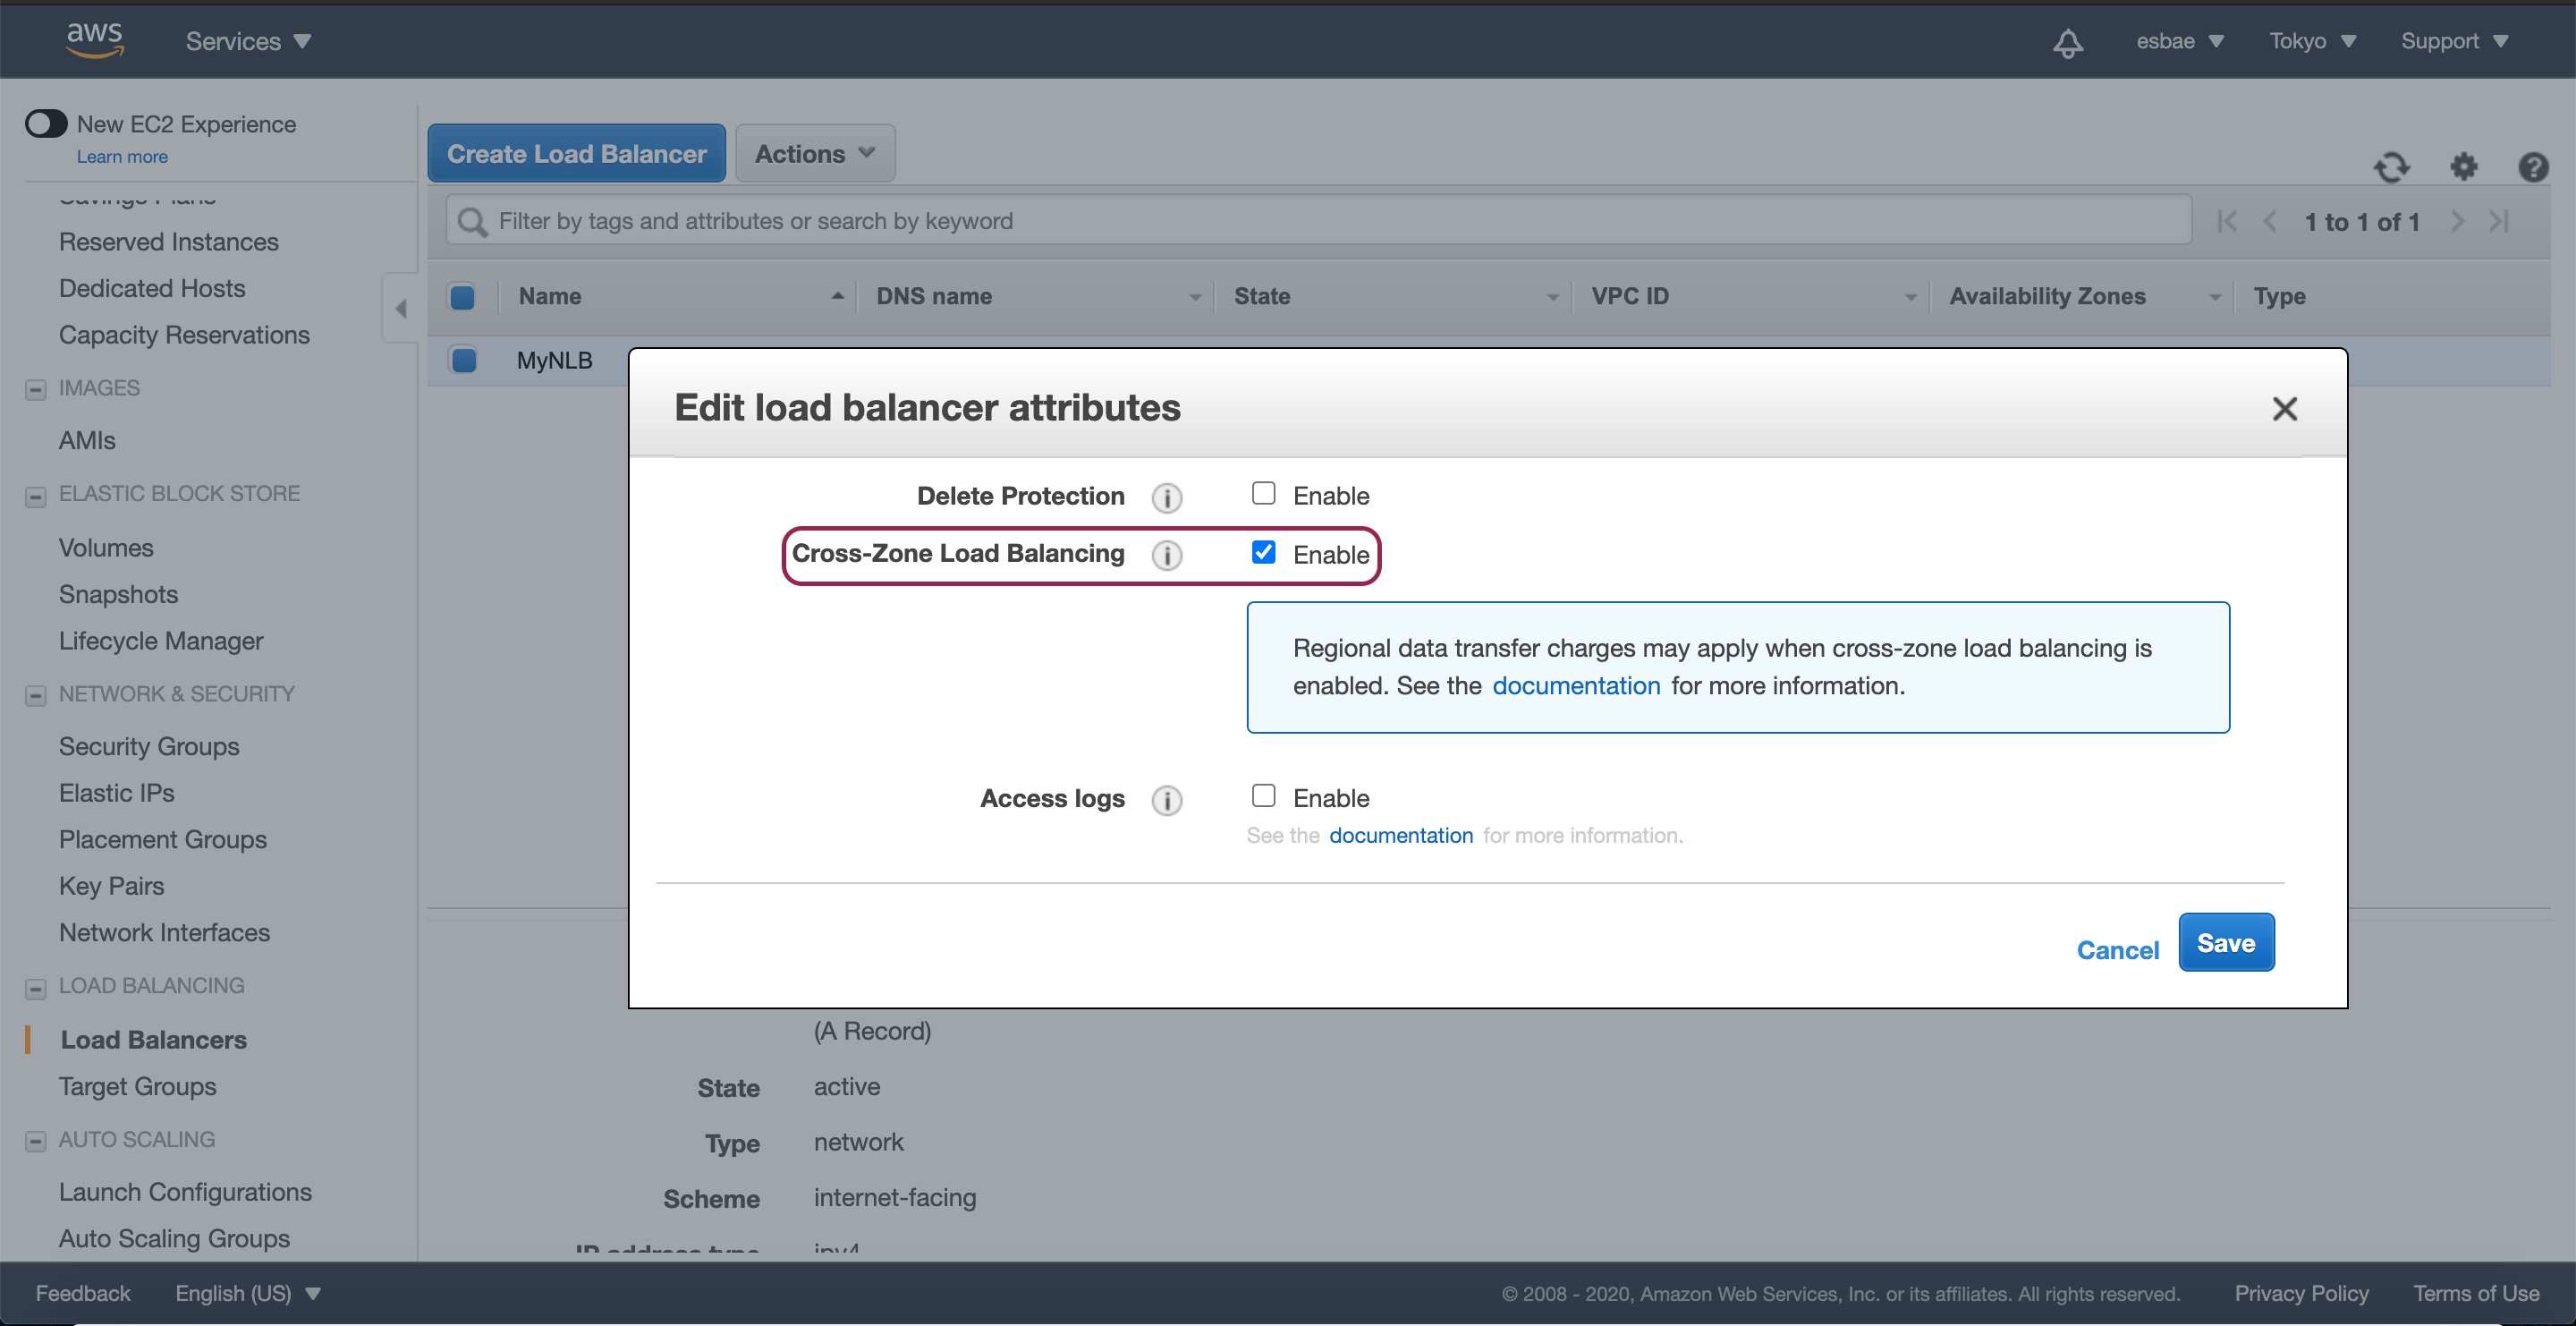 aws
Services
esbae
Tokyo
Support
New EC2 Experience
Learn more
Savings Plans
Reserved Instances
Dedicated Hosts
Capacity Reservations
IMAGES
AMIs
ELASTIC BLOCK STORE
Volumes
Snapshots
Lifecycle Manager
NETWORK & SECURITY
Security Groups
Elastic IPs
Placement Groups
Key Pairs
Network Interfaces
LOAD BALANCING
Load Balancers
Target Groups
AUTO SCALING
Launch Configurations
Auto Scaling Groups
Create Load Balancer
Actions
Filter by tags and attributes or search by keyword
1 to 1 of 1
Name DNS name State VPC ID Availability Zones Type
MyNLB
Edit load balancer attributes
Delete Protection Enable
Cross-Zone Load Balancing Enable
Regional data transfer charges may apply when cross-zone load balancing is
enabled. See the documentation for more information.
Access logs Enable
See the documentation for more information.
Cancel Save
(A Record)
State active
Type network
Scheme internet-facing
IP address type ipv4
Feedback
English (US)
© 2008 - 2020, Amazon Web Services, Inc. or its affiliates. All rights reserved.
Privacy Policy
Terms of Use